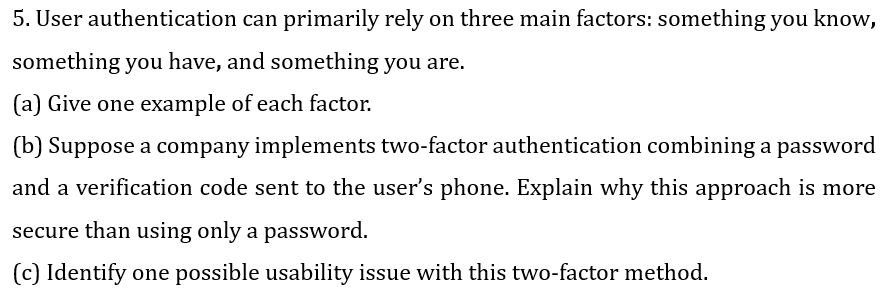 5. User authentication can primarily rely on three main factors: something you know,
something you have, and something you are.
(a) Give one example of each factor.
(b) Suppose a company implements two-factor authentication combining a password
and a verification code sent to the user’s phone. Explain why this approach is more
secure than using only a password.
(c) Identify one possible usability issue with this two-factor method.